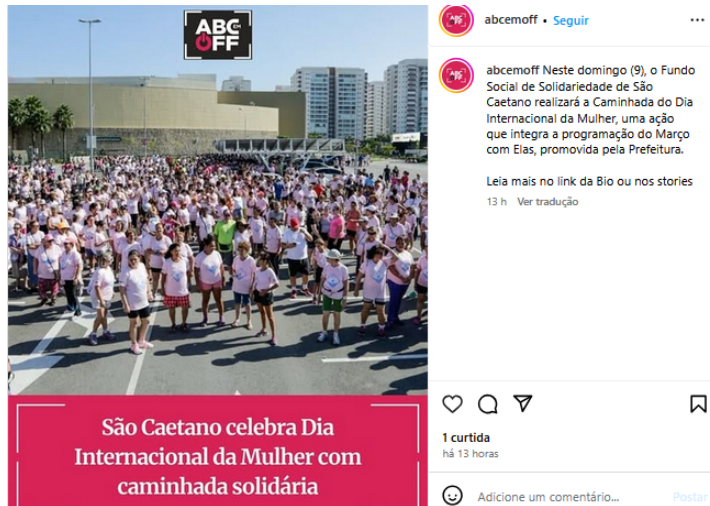 ABC EM
OFF
São Caetano celebra Dia
Internacional da Mulher com
caminhada solidária
abcemoff • Seguir
abcemoff Neste domingo (9), o Fundo
Social de Solidariedade de São
Caetano realizará a Caminhada do Dia
Internacional da Mulher, uma ação
que integra a programação do Março
com Elas, promovida pela Prefeitura.
Leia mais no link da Bio ou nos stories
13 h Ver tradução
1 curtida
há 13 horas
Adicione um comentário... Postar